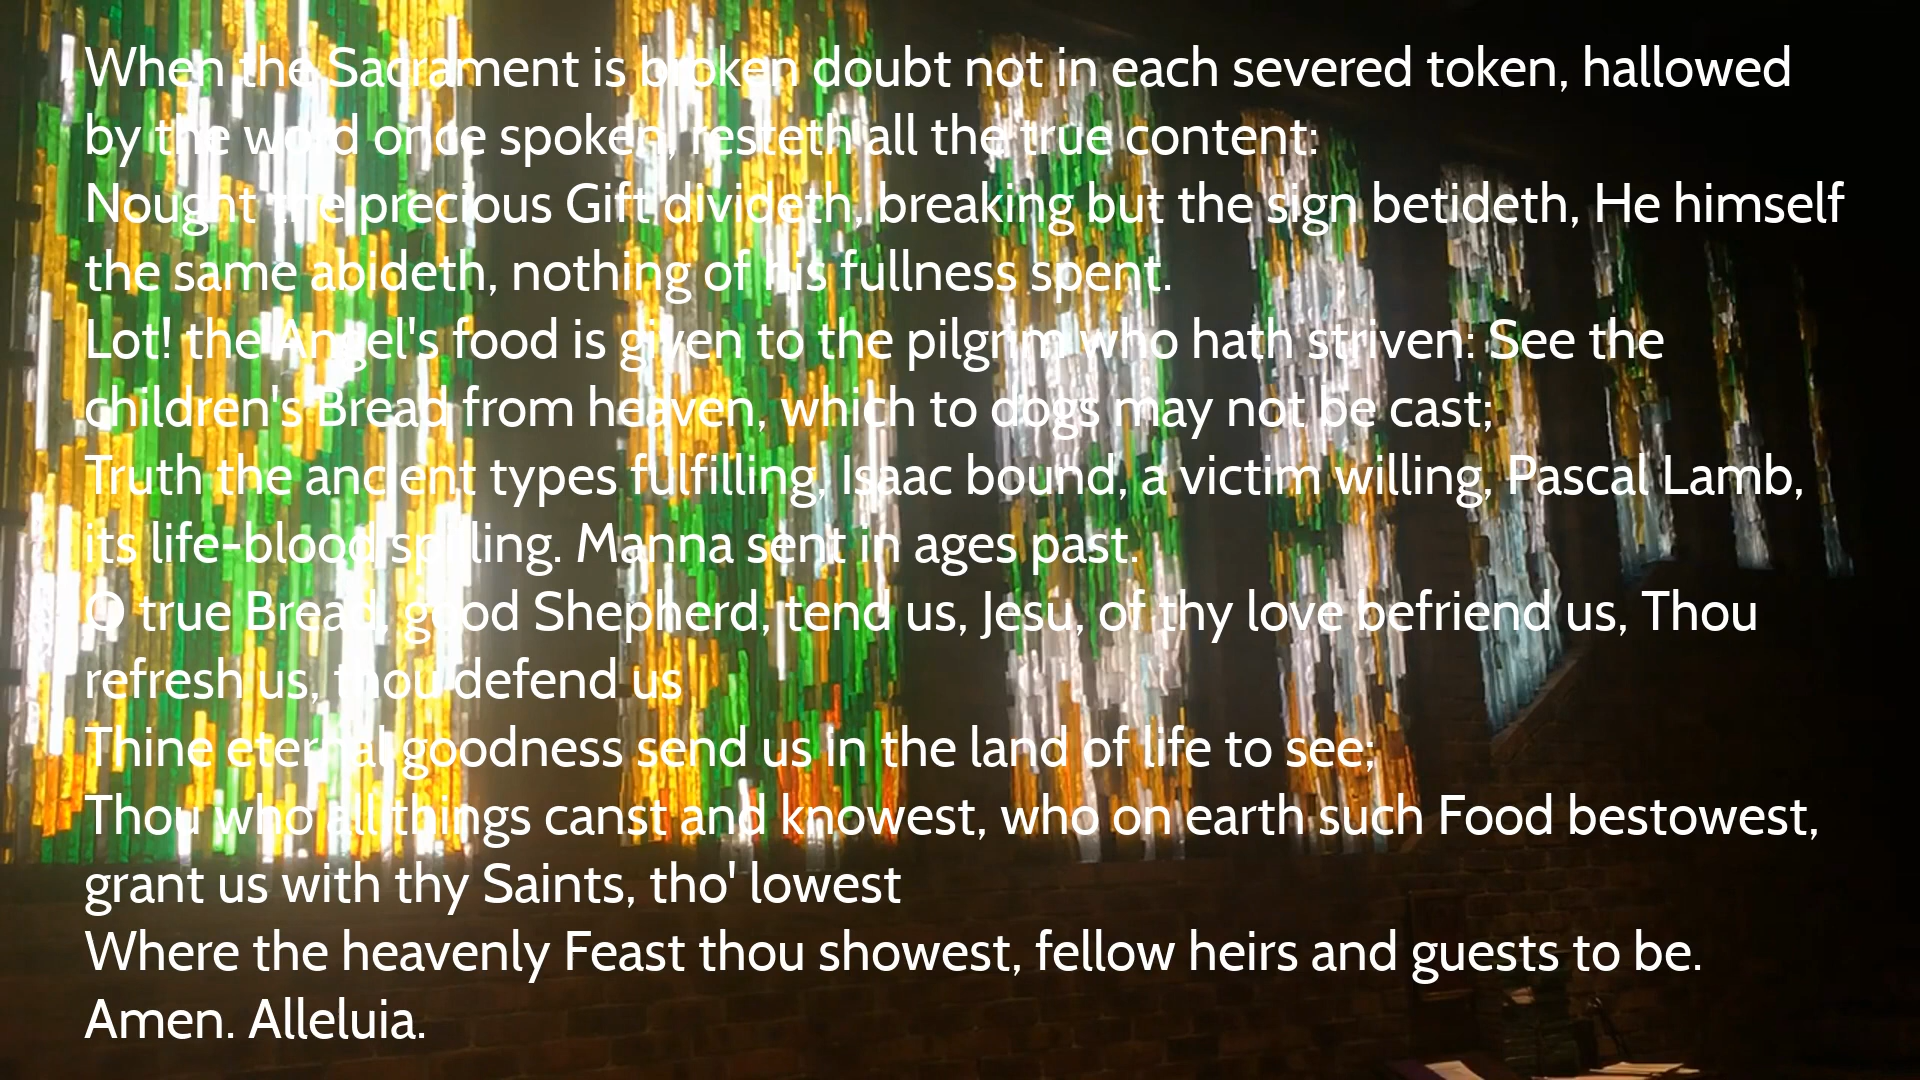 When the Sacrament is broken doubt not in each severed token, hallowed
by the word once spoken, resteth all the true content:
Nought the precious Gift divideth, breaking but the sign betideth, He himself
the same abideth, nothing of his fullness spent.
Lot! the Angel's food is given to the pilgrim who hath striven: See the
children's Bread from heaven, which to dogs may not be cast;
Truth the ancient types fulfilling, Isaac bound, a victim willing, Pascal Lamb,
its life-blood spilling. Manna sent in ages past.
O true Bread, good Shepherd, tend us, Jesu, of thy love befriend us, Thou
refresh us, thou defend us
Thine eternal goodness send us in the land of life to see;
Thou who all things canst and knowest, who on earth such Food bestowest,
grant us with thy Saints, tho' lowest
Where the heavenly Feast thou showest, fellow heirs and guests to be.
Amen. Alleluia.